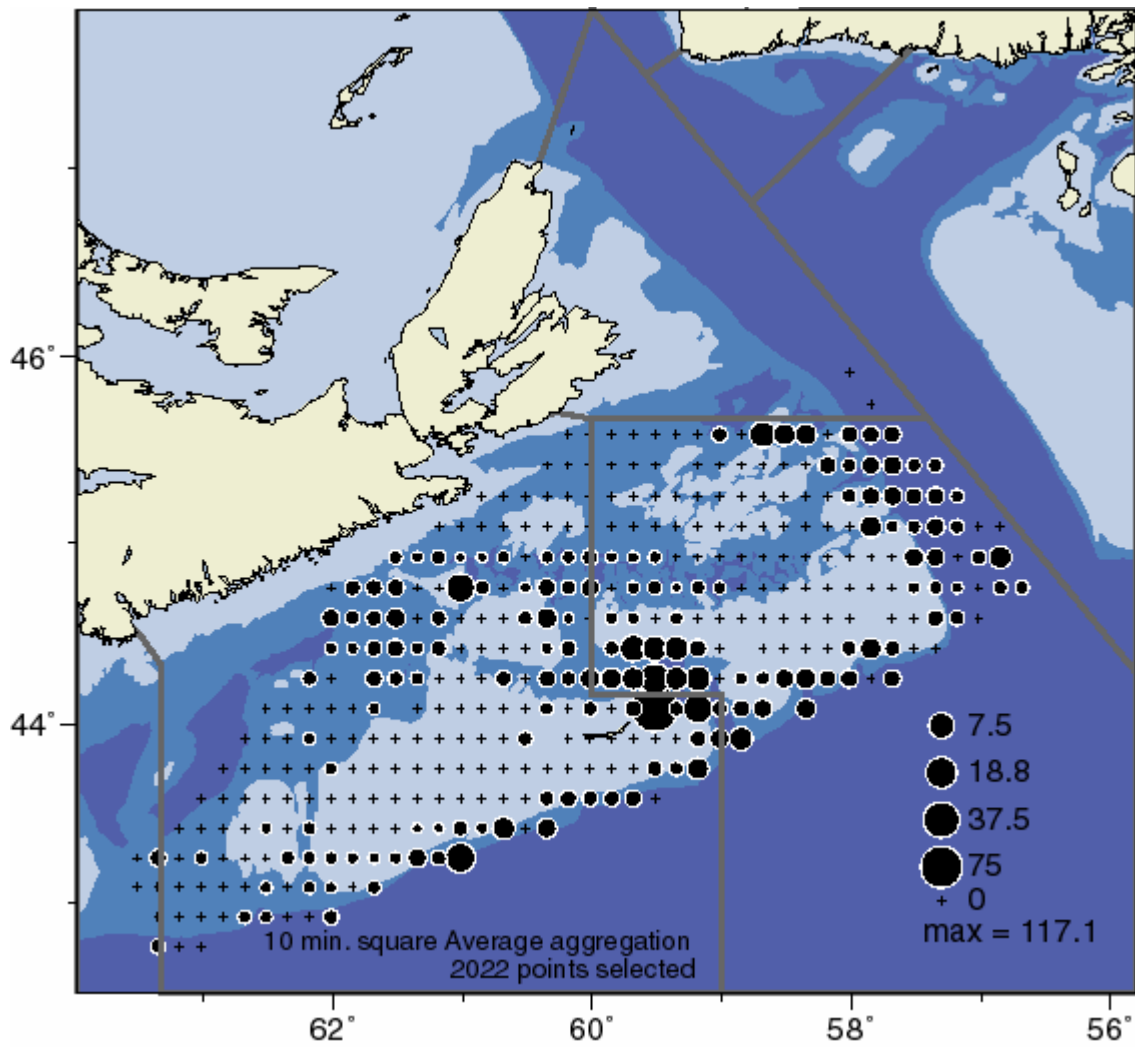 46°
44°
7.5
18.8
37.5
75
0
max = 117.1
10 min. square Average aggregation
2022 points selected
62° 60° 58° 56°